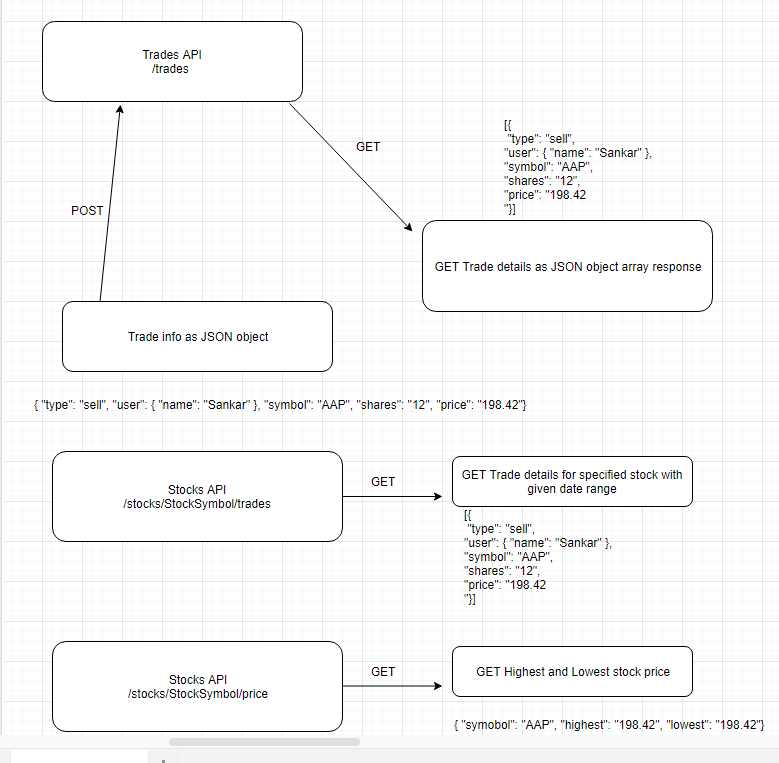 Trades API
/trades
GET
[{
"type": "sell",
"user": { "name": "Sankar" },
"symbol": "AAP",
"shares": "12",
"price": "198.42
"}]
POST
GET Trade details as JSON object array response
Trade info as JSON object
{ "type": "sell", "user": { "name": "Sankar" }, "symbol": "AAP", "shares": "12", "price": "198.42"}
Stocks API
/stocks/StockSymbol/trades
GET
GET Trade details for specified stock with
given date range
[{
"type": "sell",
"user": { "name": "Sankar" },
"symbol": "AAP",
"shares": "12",
"price": "198.42
"}]
Stocks API
/stocks/StockSymbol/price
GET
GET Highest and Lowest stock price
{ "symobol": "AAP", "highest": "198.42", "lowest": "198.42"}